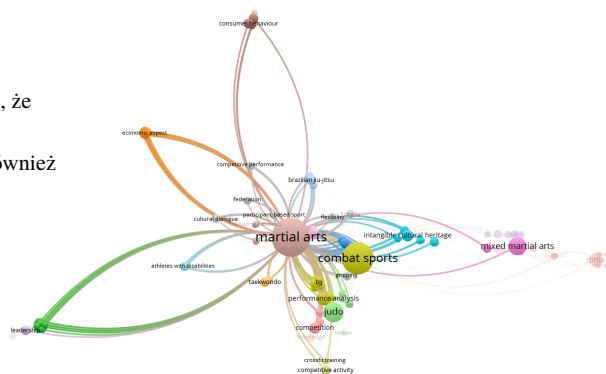 consumer behaviour
, że
economic aspect
ównież
competitive performance
brazilian jiu-jitsu
federation
participant-based sport
cultural dialogue
flexibility
martial arts
intangible cultural heritage
mixed martial arts
combat sports
athletes with disabilities
grappling
taekwondo
bjj
performance analysis
judo
leadership
competition
crossfit training
competitive activity